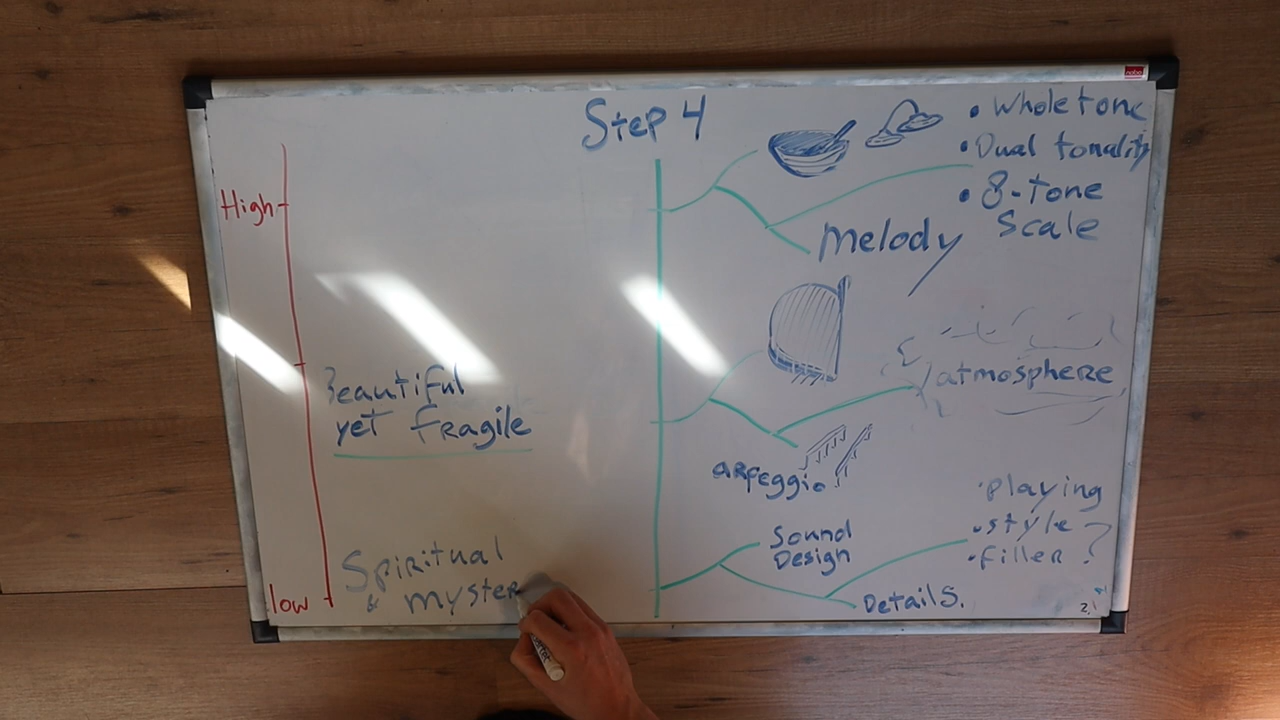 Step 4
High
Beautiful
yet fragile
Spiritual
& myster
low
• Whole tone
• Dual tonality
• 8-tone
Scale
Melody
atmosphere
arpeggio
Sound
Design
• playing
• style
• filler ?
Details.
nobo